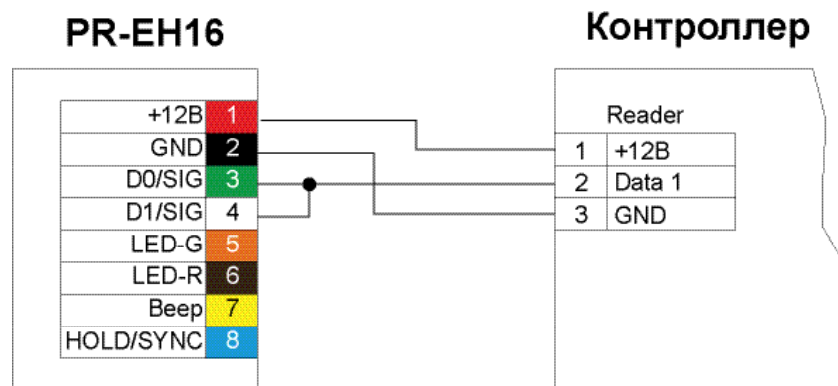 PR-EH16
Контроллер
+12В 1
GND 2
D0/SIG 3
D1/SIG 4
LED-G 5
LED-R 6
Beep 7
HOLD/SYNC 8
Reader
1 +12В
2 Data 1
3 GND